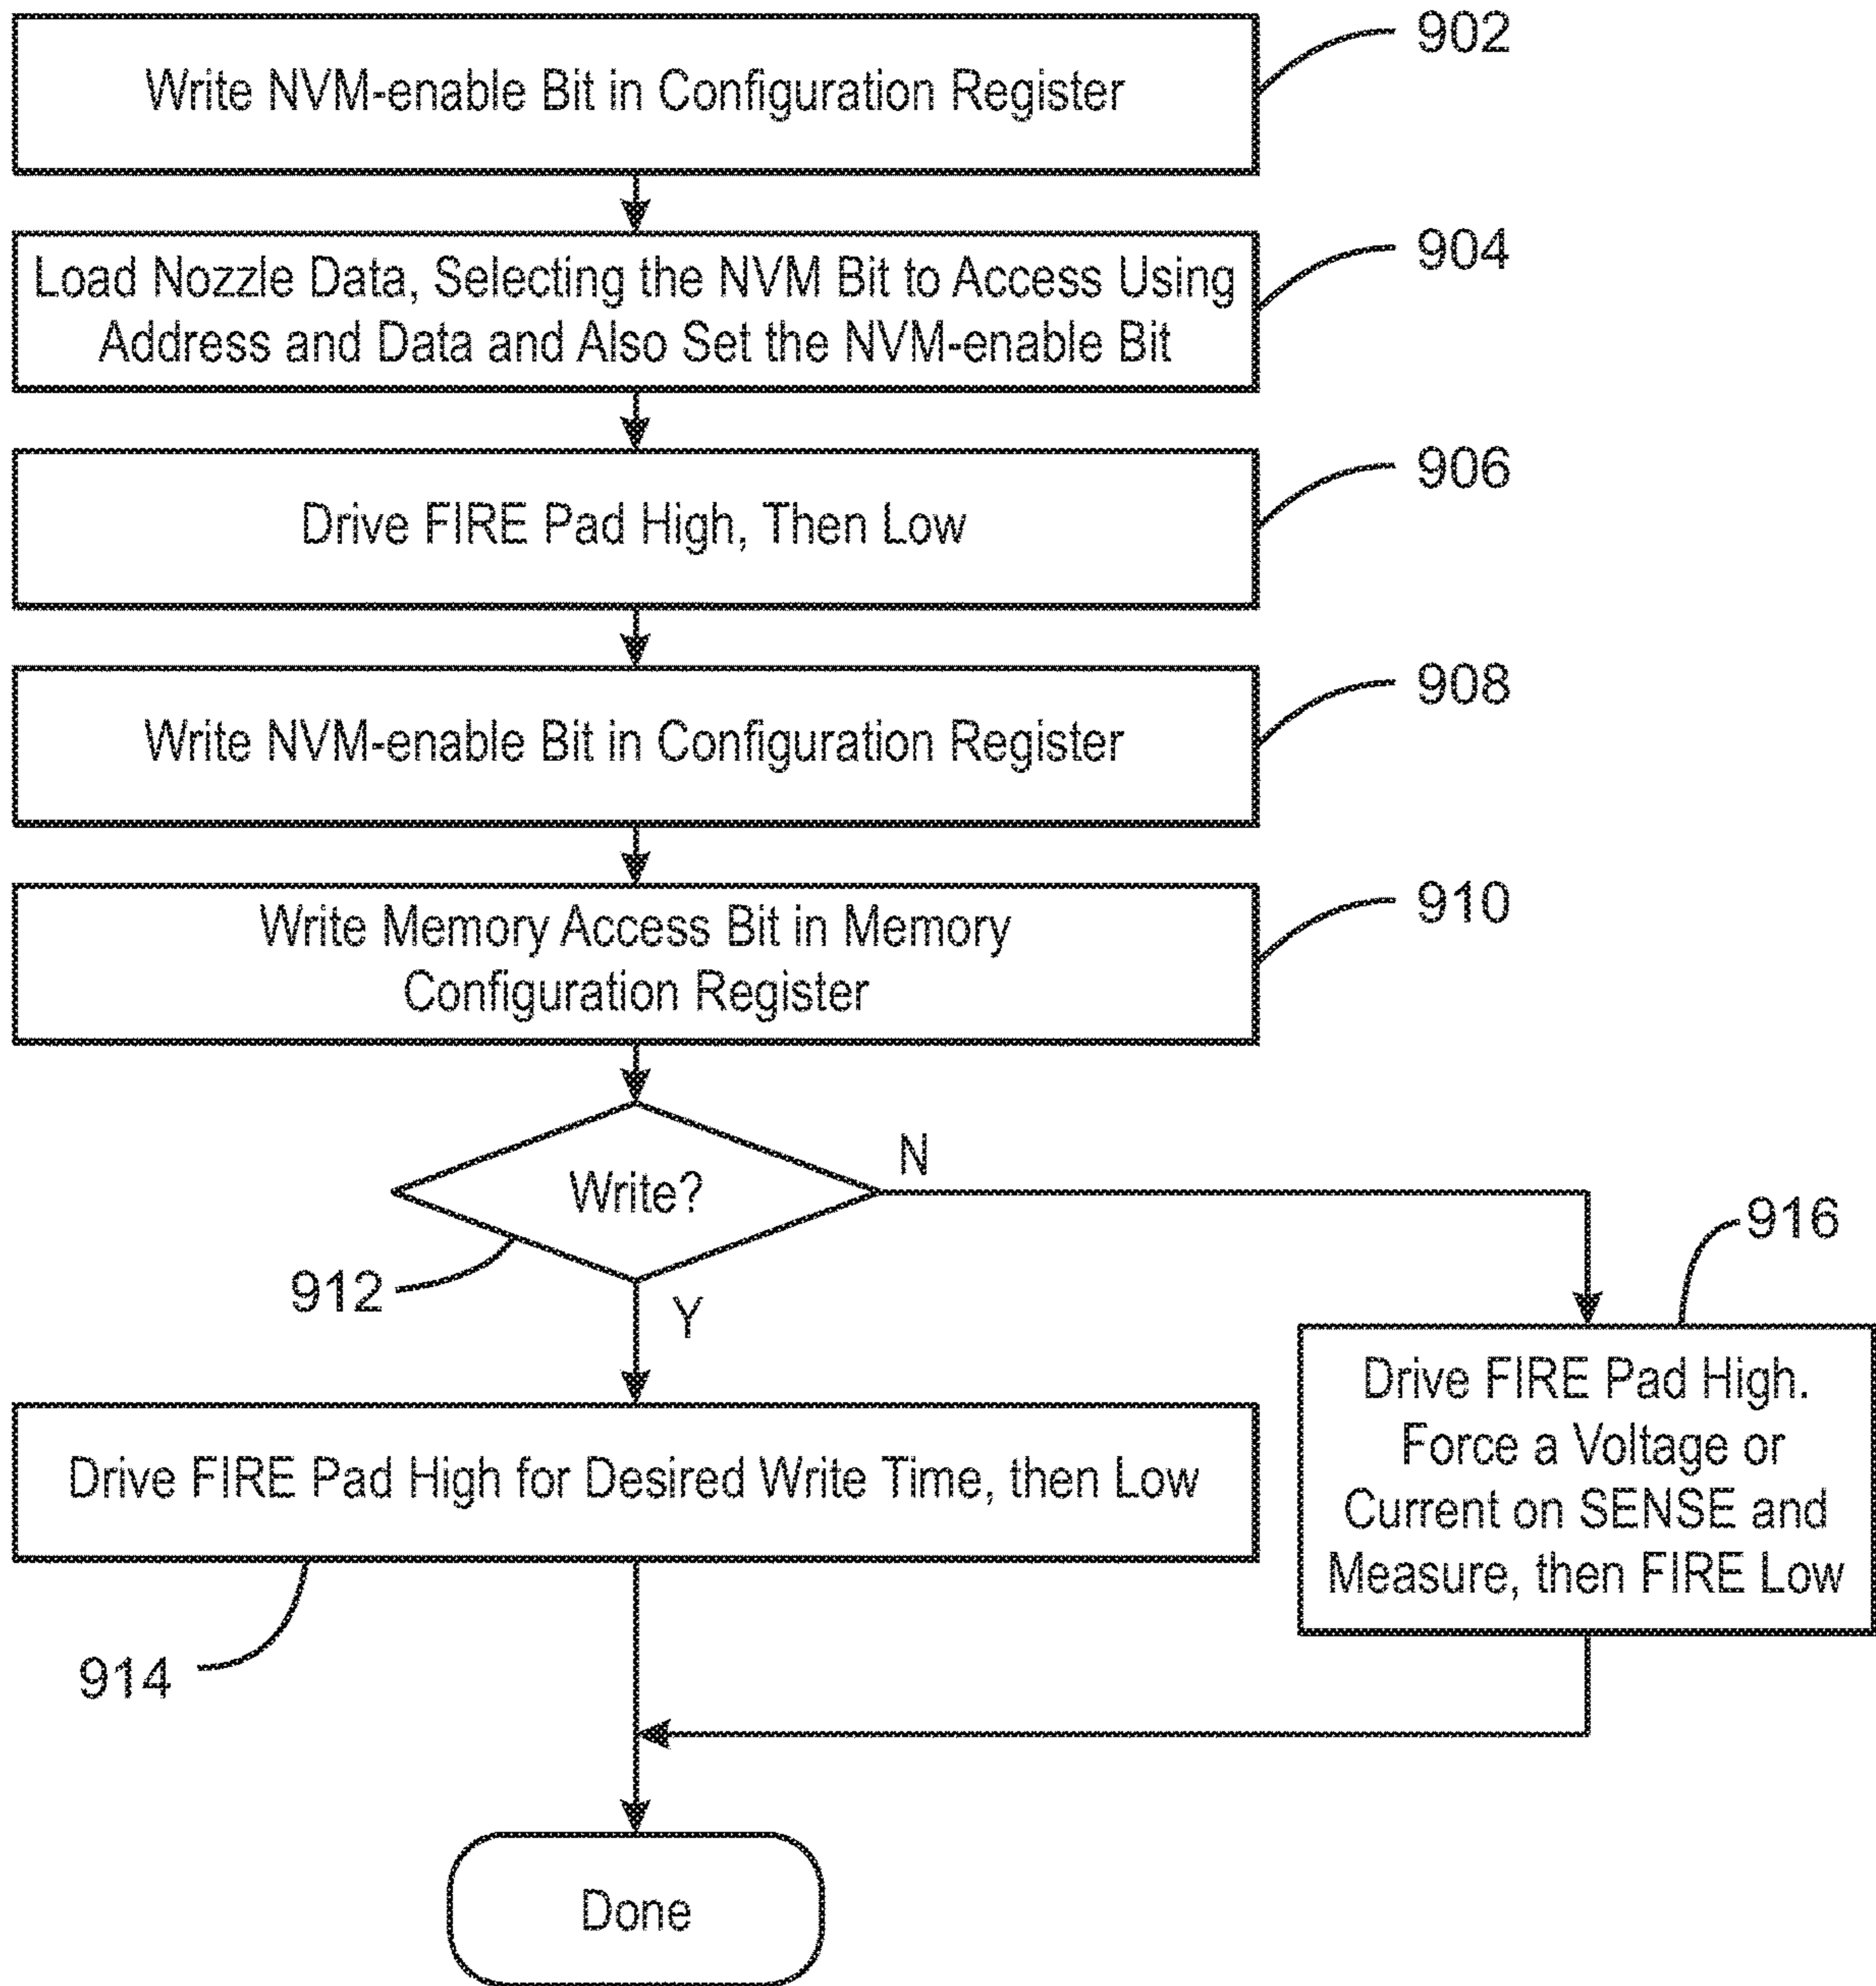 Write NVM-enable Bit in Configuration Register
902
Load Nozzle Data, Selecting the NVM Bit to Access Using
Address and Data and Also Set the NVM-enable Bit
904
Drive FIRE Pad High, Then Low
906
Write NVM-enable Bit in Configuration Register
908
Write Memory Access Bit in Memory
Configuration Register
910
Write?
N
912
Y
916
Drive FIRE Pad High.
Force a Voltage or
Current on SENSE and
Measure, then FIRE Low
Drive FIRE Pad High for Desired Write Time, then Low
914
Done